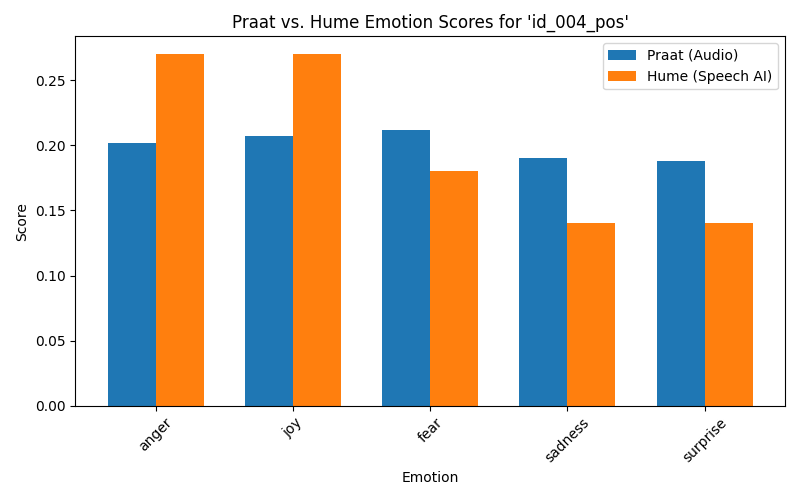 Praat vs. Hume Emotion Scores for 'id_004_pos'
Praat (Audio)
Hume (Speech AI)
Score
0.25
0.20
0.15
0.10
0.05
0.00
anger
joy
fear
sadness
surprise
Emotion